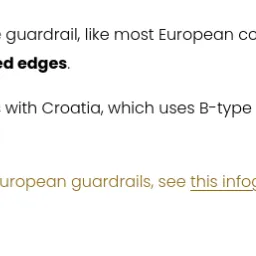 guardrail, like most European co
ed edges.
with Croatia, which uses B-type
uropean guardrails, see this infog